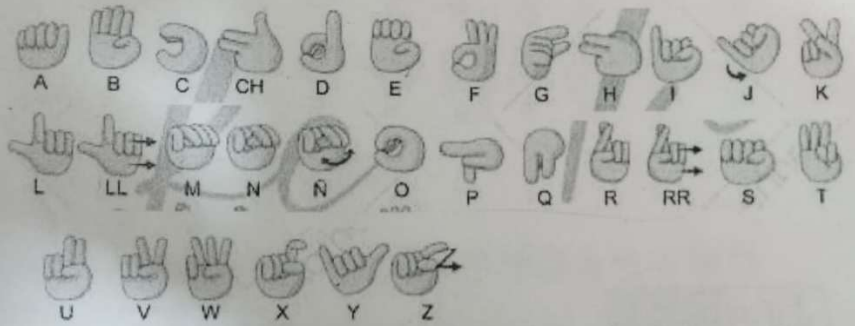 A B C CH D E F G H I J K
L LL M N Ñ O P Q R RR S T
U V W X Y Z